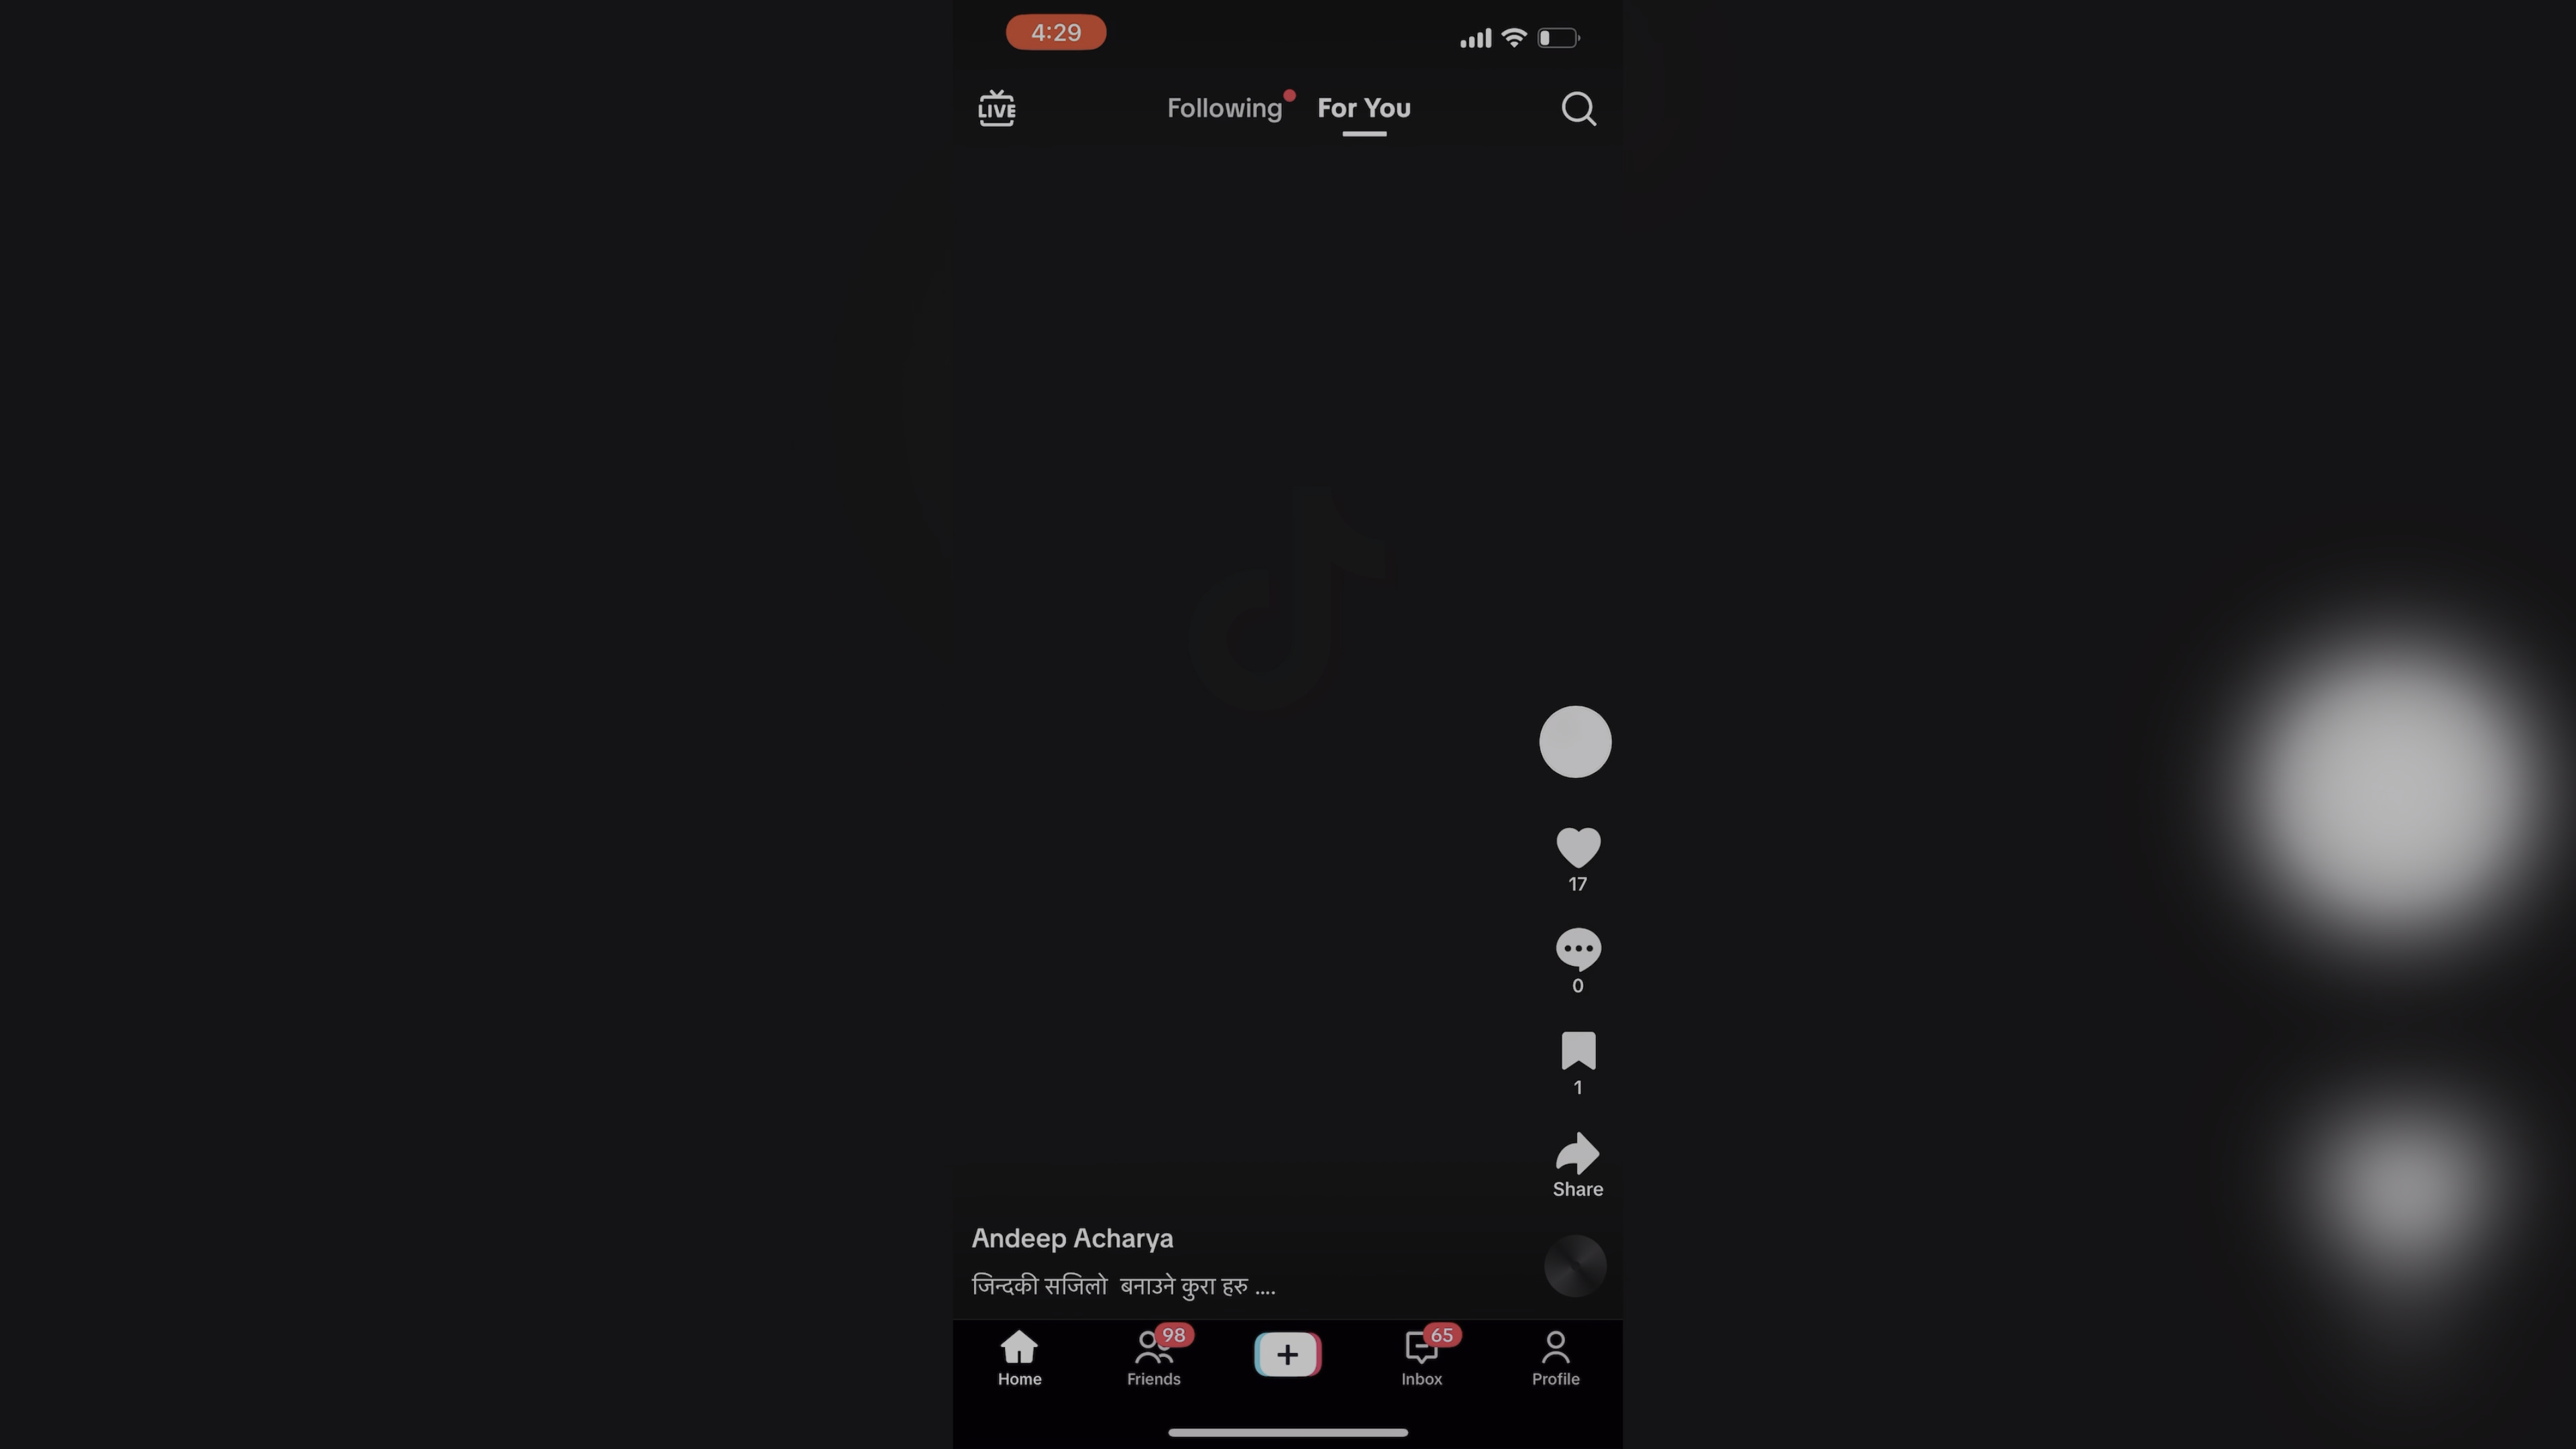 4:29
LIVE
Following
For You
17
0
1
Share
Andeep Acharya
जिन्दकी सजिलो  बनाउने कुरा हरु ....
98
65
Home
Friends
Inbox
Profile